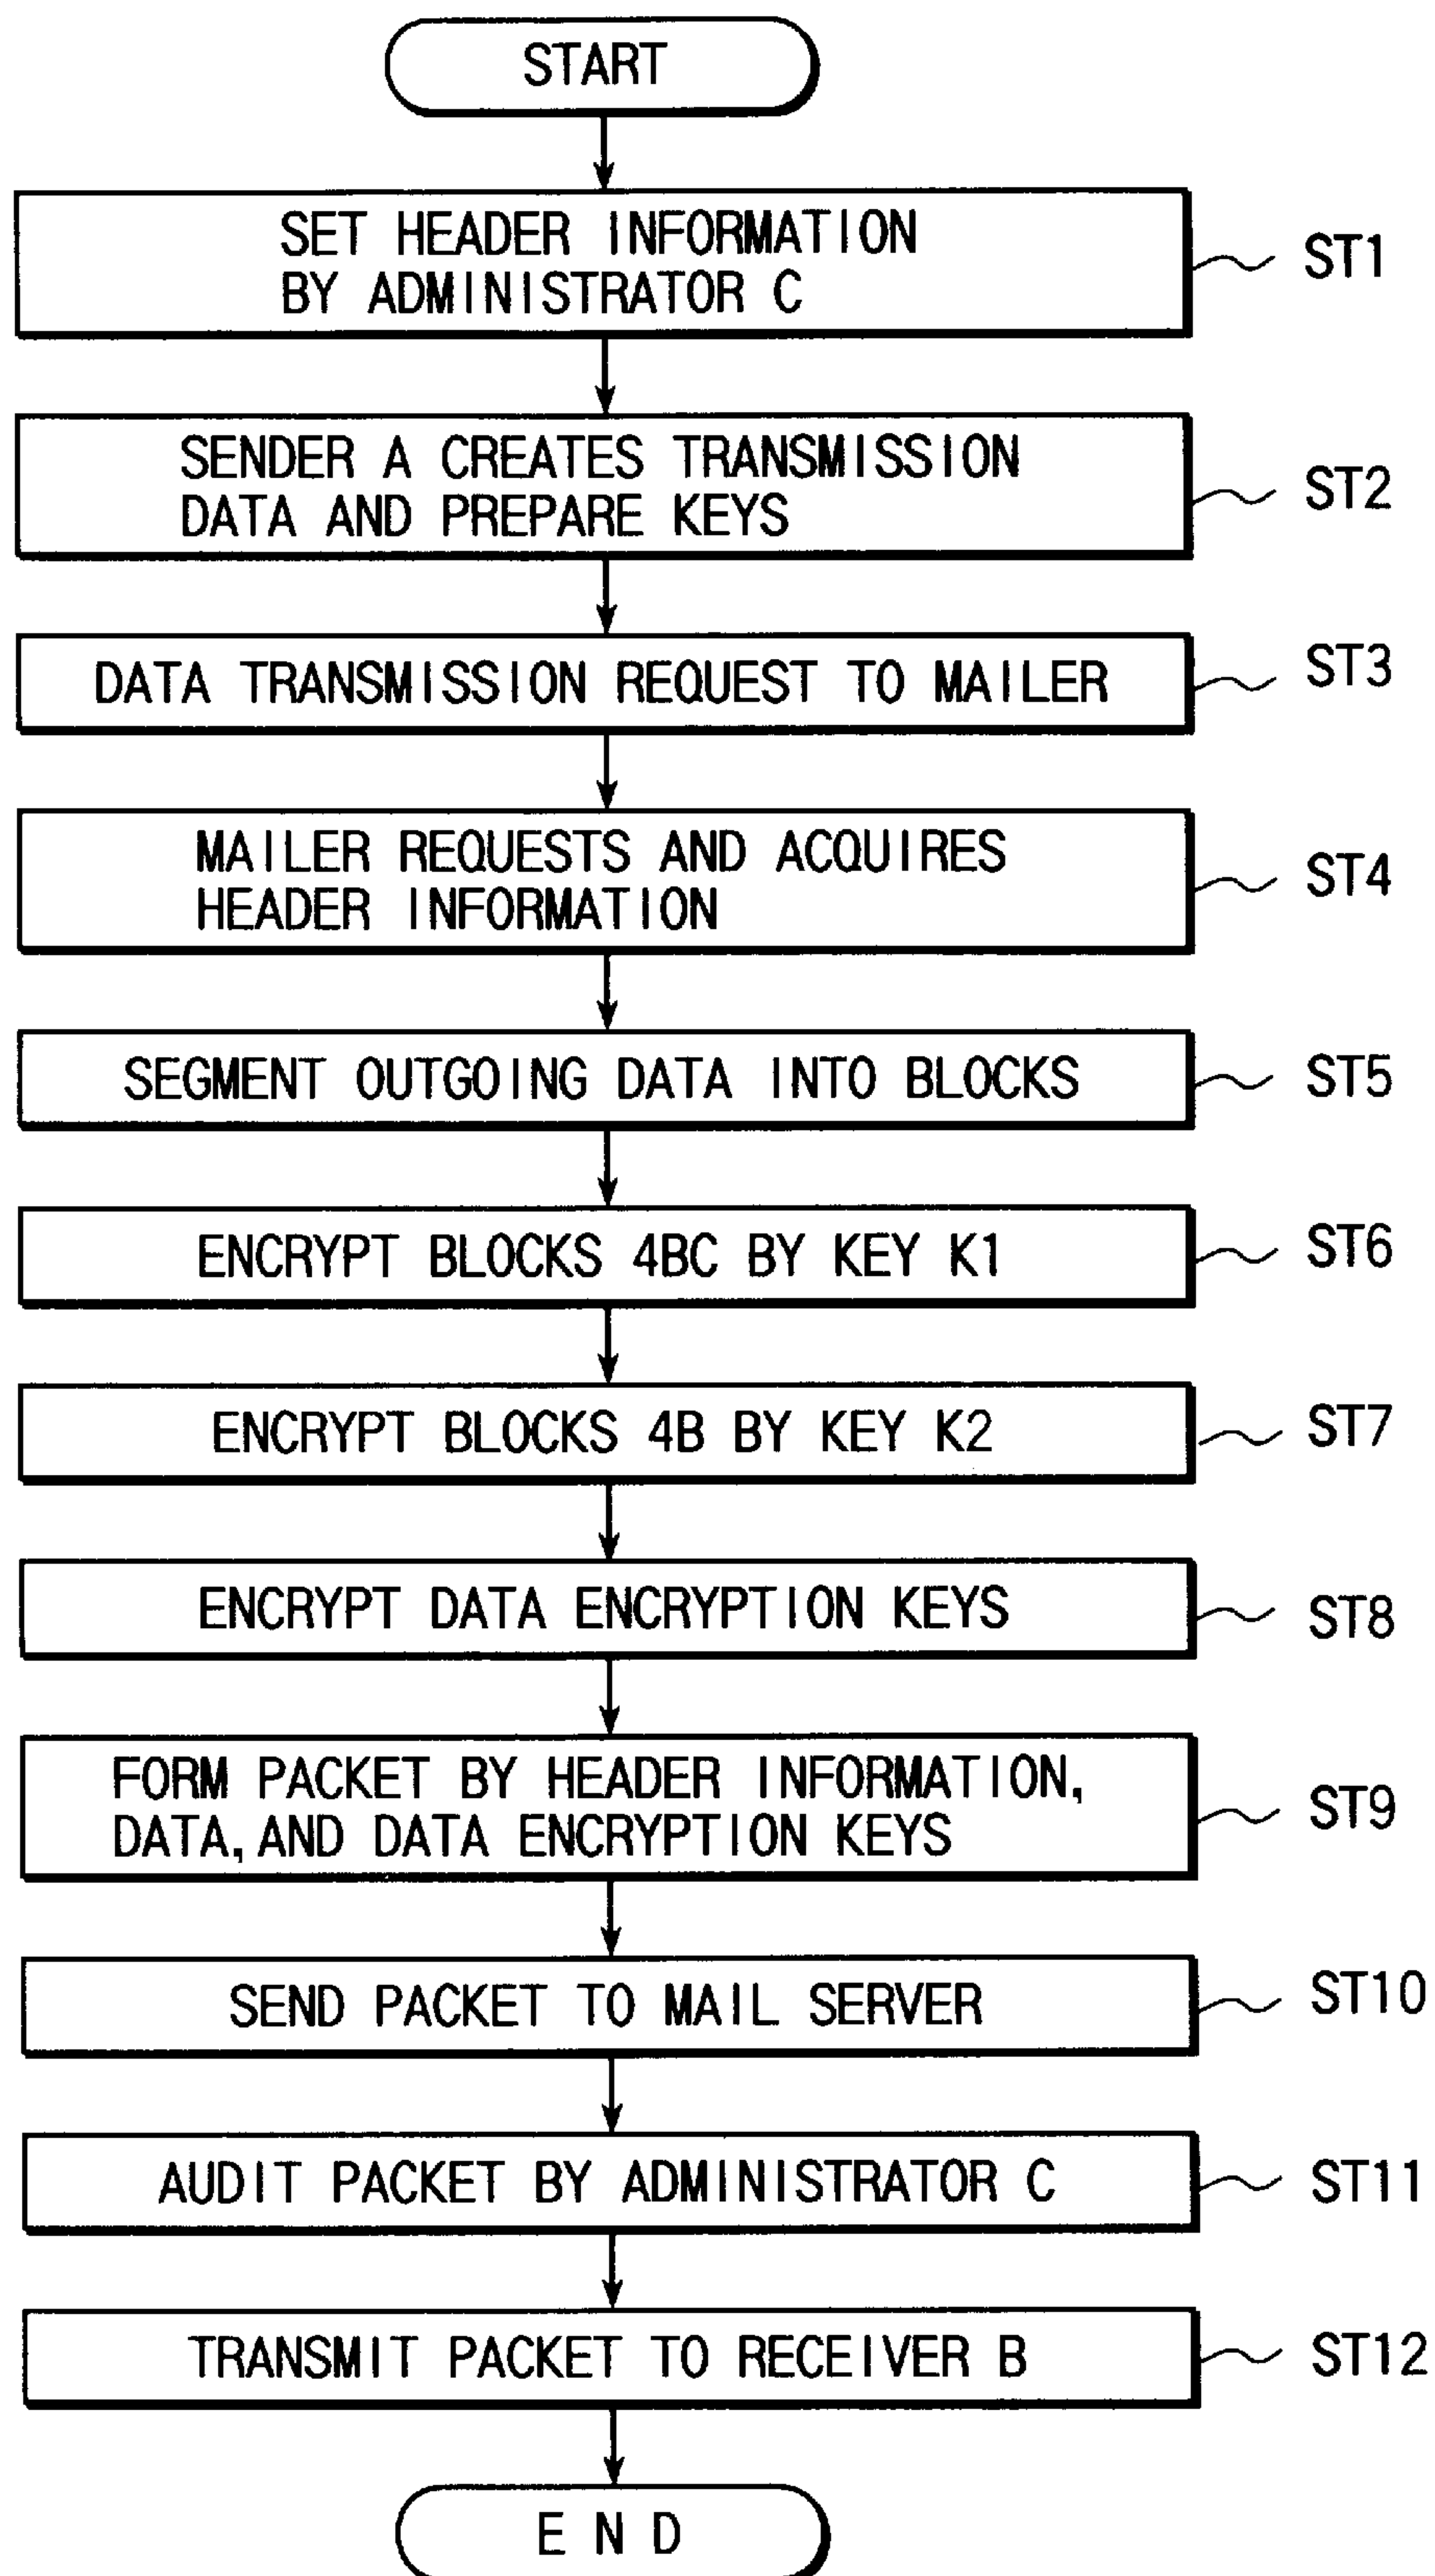 START
SET HEADER INFORMATION
BY ADMINISTRATOR C
ST1
SENDER A CREATES TRANSMISSION
DATA AND PREPARE KEYS
ST2
DATA TRANSMISSION REQUEST TO MAILER
ST3
MAILER REQUESTS AND ACQUIRES
HEADER INFORMATION
ST4
SEGMENT OUTGOING DATA INTO BLOCKS
ST5
ENCRYPT BLOCKS 4BC BY KEY K1
ST6
ENCRYPT BLOCKS 4B BY KEY K2
ST7
ENCRYPT DATA ENCRYPTION KEYS
ST8
FORM PACKET BY HEADER INFORMATION,
DATA, AND DATA ENCRYPTION KEYS
ST9
SEND PACKET TO MAIL SERVER
ST10
AUDIT PACKET BY ADMINISTRATOR C
ST11
TRANSMIT PACKET TO RECEIVER B
ST12
END